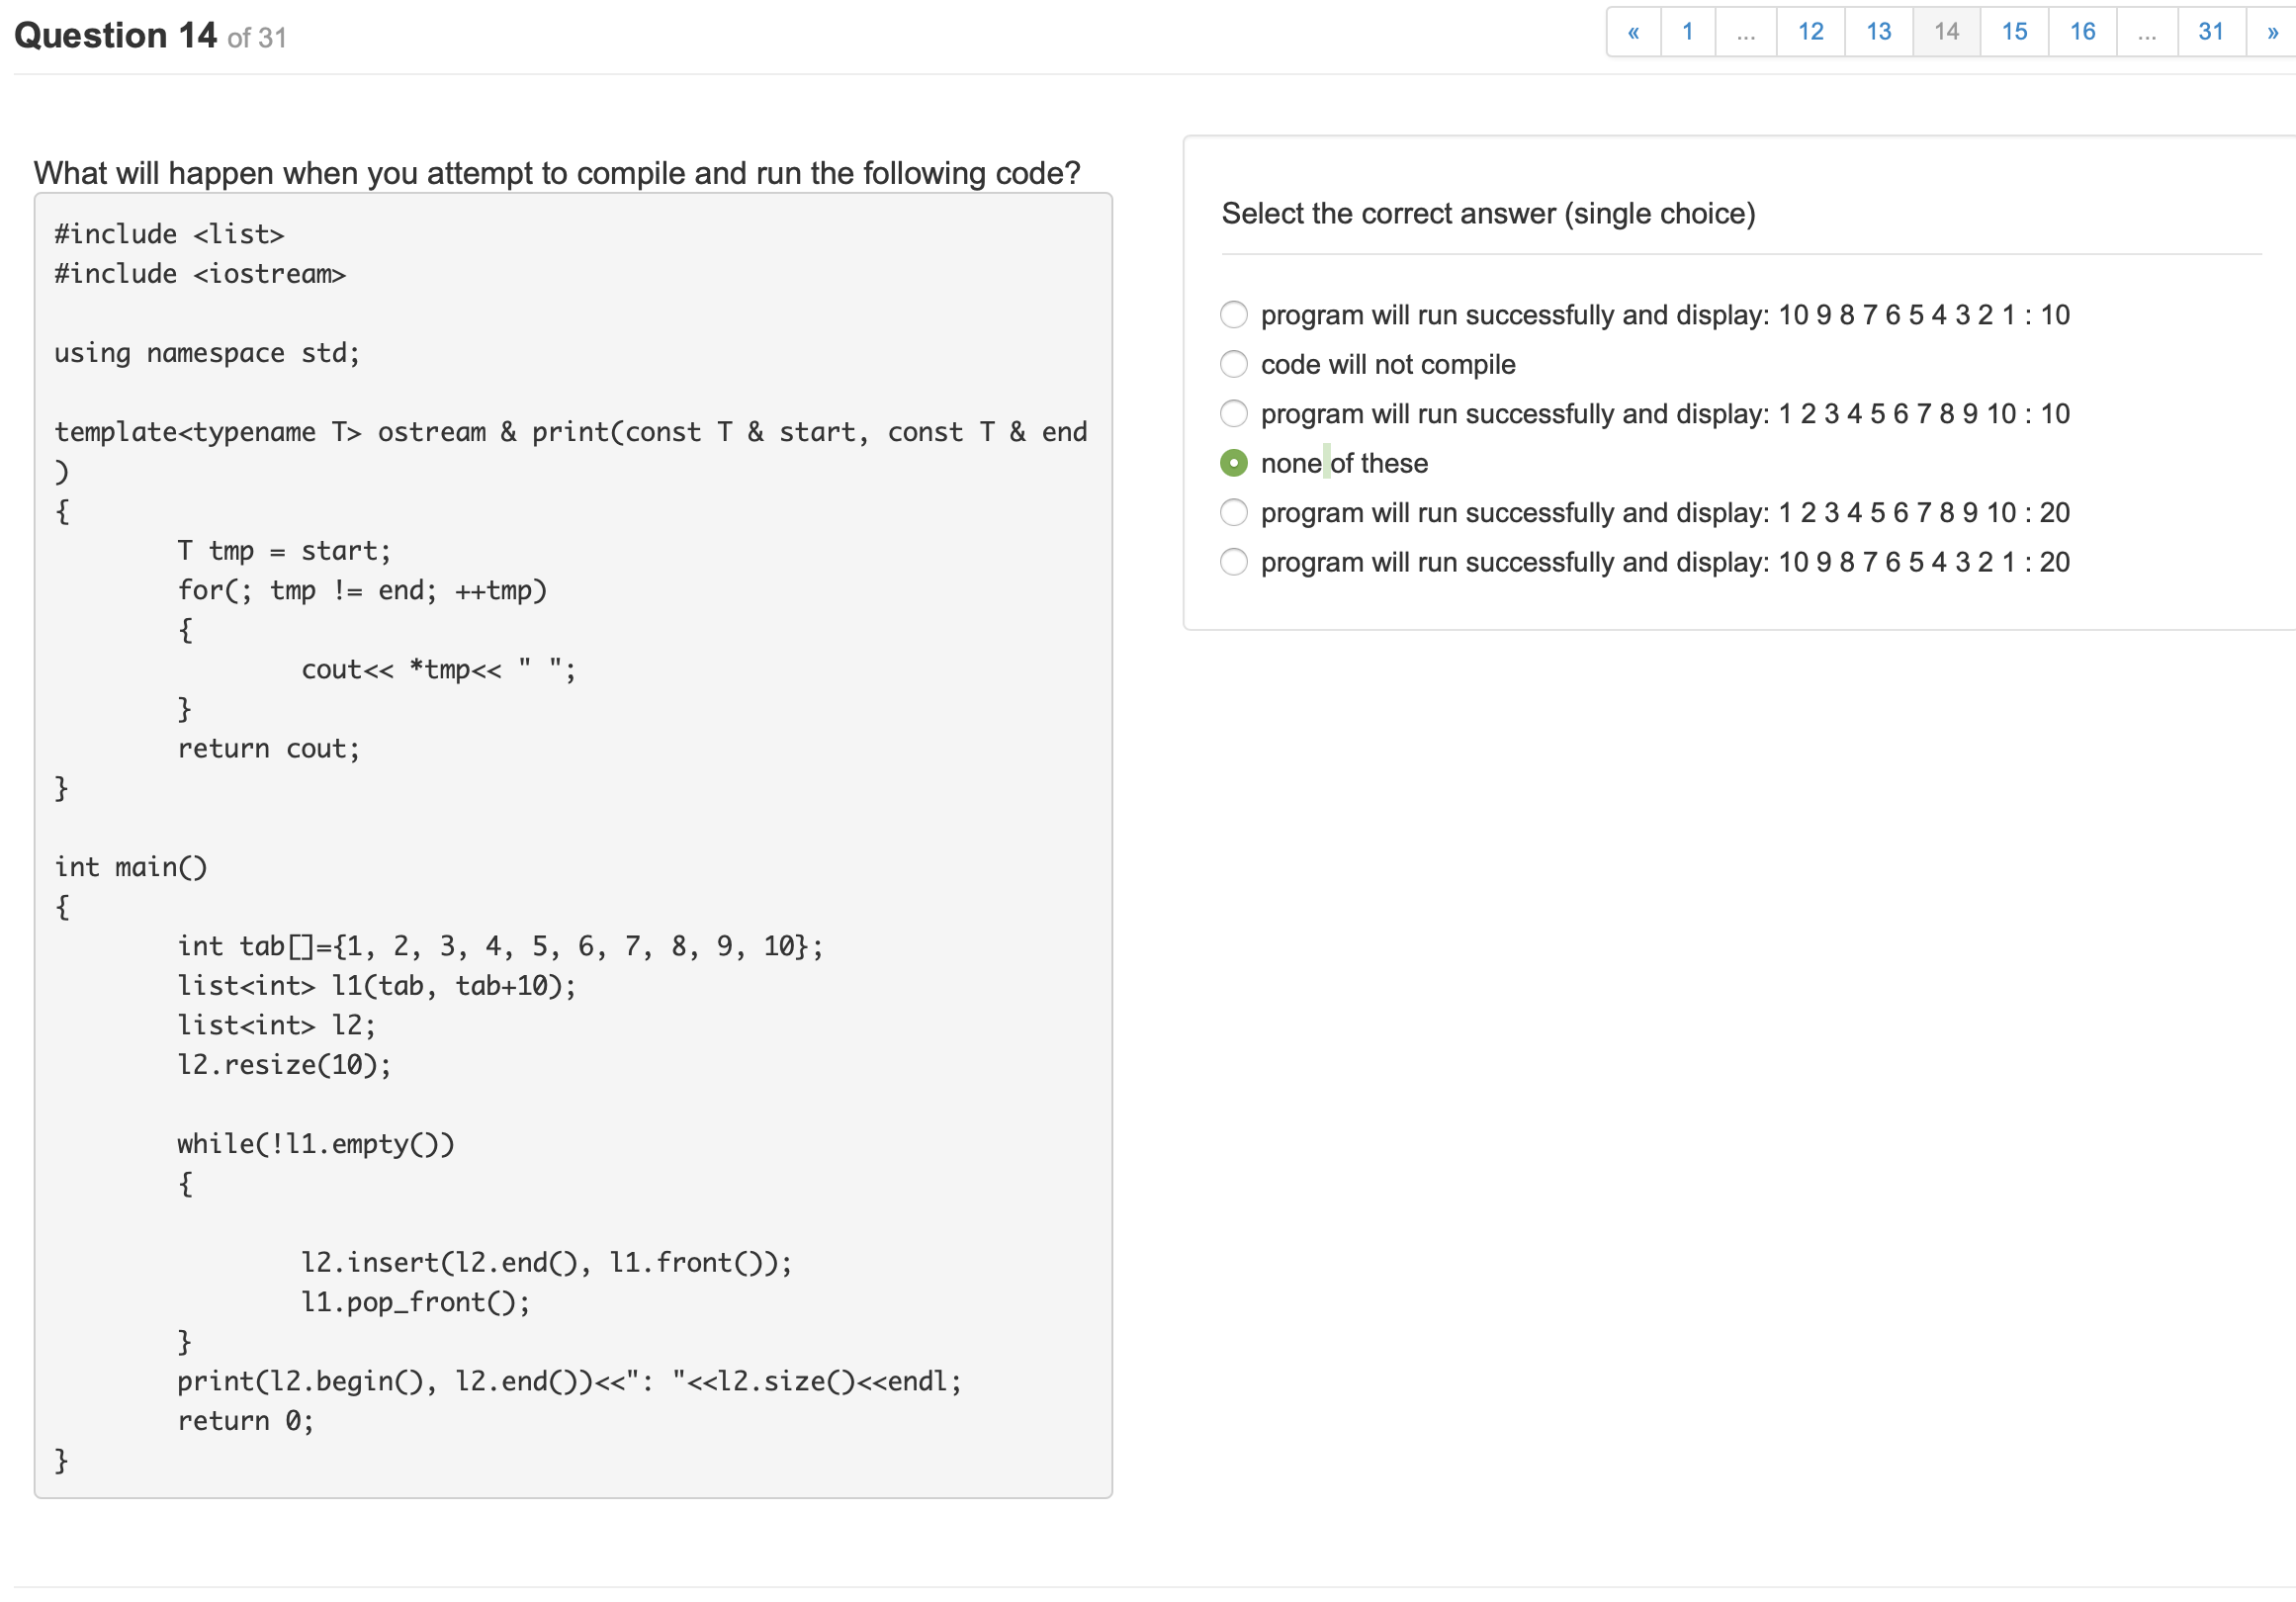 Question 14 of 31
« 1 ... 12 13 14 15 16 ... 31 »
What will happen when you attempt to compile and run the following code?
#include <list>
#include <iostream>
using namespace std;
template<typename T> ostream & print(const T & start, const T & end
)
{
T tmp = start;
for(; tmp != end; ++tmp)
{
cout<< *tmp<< " ";
}
return cout;
}
int main()
{
int tab[]={1, 2, 3, 4, 5, 6, 7, 8, 9, 10};
list<int> l1(tab, tab+10);
list<int> l2;
l2.resize(10);
while(!l1.empty())
{
l2.insert(l2.end(), l1.front());
l1.pop_front();
}
print(l2.begin(), l2.end())<<": "<<l2.size()<<endl;
return 0;
}
Select the correct answer (single choice)
program will run successfully and display: 10 9 8 7 6 5 4 3 2 1 : 10
code will not compile
program will run successfully and display: 1 2 3 4 5 6 7 8 9 10 : 10
none of these
program will run successfully and display: 1 2 3 4 5 6 7 8 9 10 : 20
program will run successfully and display: 10 9 8 7 6 5 4 3 2 1 : 20